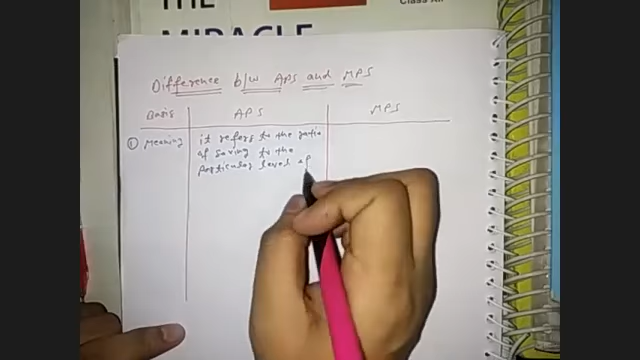 THE
MIRACLE
Class XII
Difference b/w APS and MPS
Basis APS MPS
① Meaning it refers to the ratio
of saving to the
particular level of